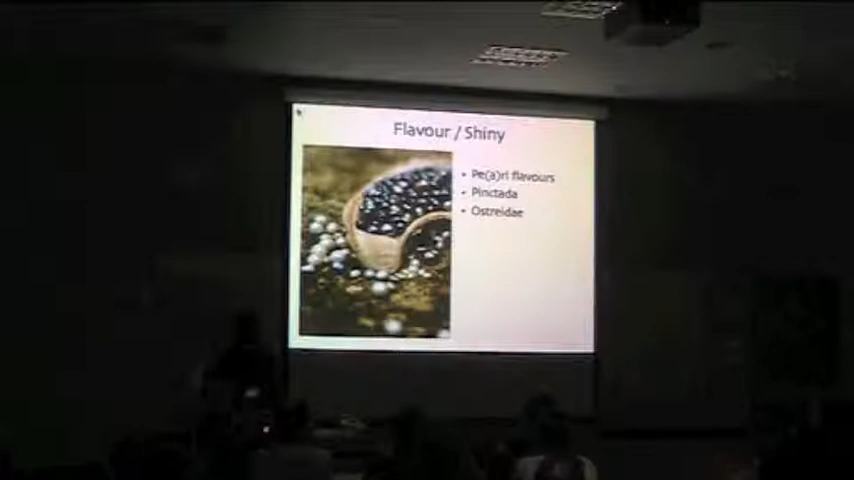 Flavour / Shiny
• Pe(a)rl flavours
• Pinctada
• Ostreidae